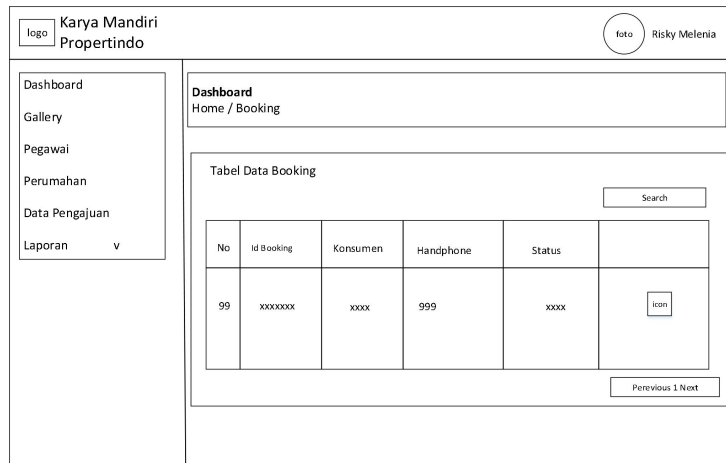 logo
Karya Mandiri
Propertindo
foto
Risky Melenia
Dashboard
Gallery
Pegawai
Perumahan
Data Pengajuan
Laporan v
Dashboard
Home / Booking
Tabel Data Booking
Search
No Id Booking Konsumen Handphone Status
99 xxxxxxx xxxx 999 xxxx icon
Perevious 1 Next